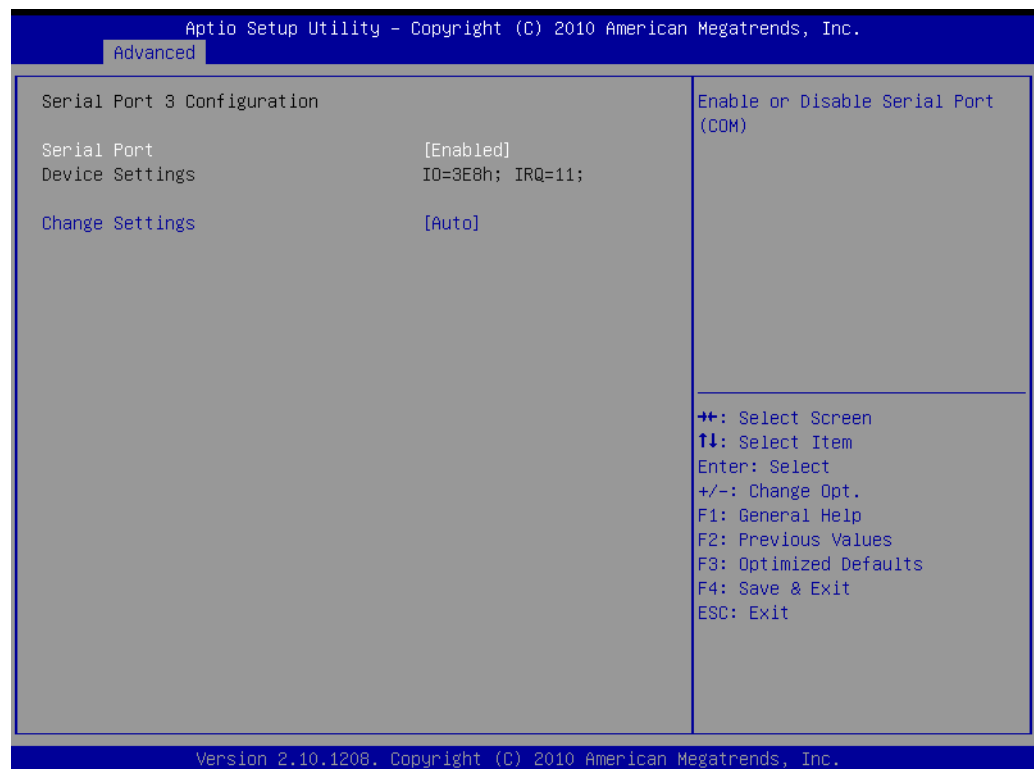 Aptio Setup Utility – Copyright (C) 2010 American Megatrends, Inc.
Advanced
Serial Port 3 Configuration
Serial Port [Enabled]
Device Settings IO=3E8h; IRQ=11;
Change Settings [Auto]
Enable or Disable Serial Port
(COM)
→←: Select Screen
↑↓: Select Item
Enter: Select
+/-: Change Opt.
F1: General Help
F2: Previous Values
F3: Optimized Defaults
F4: Save & Exit
ESC: Exit
Version 2.10.1208. Copyright (C) 2010 American Megatrends, Inc.